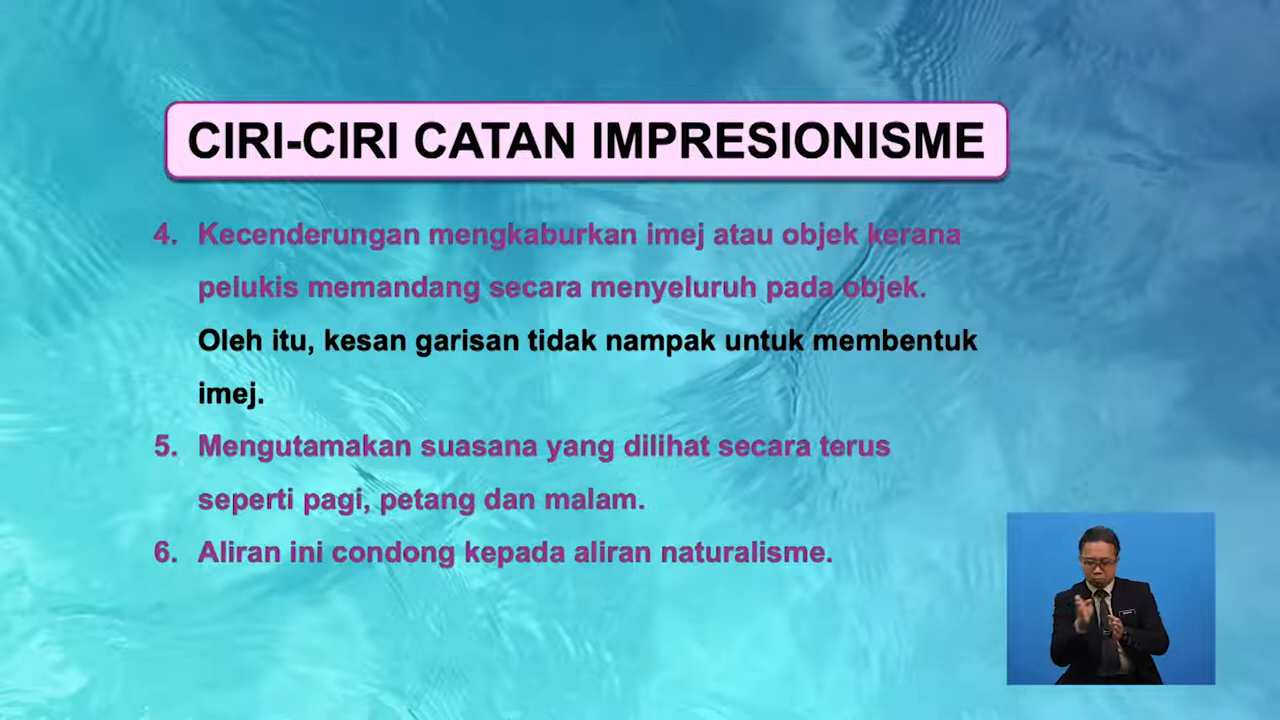 CIRI-CIRI CATAN IMPRESIONISME
4. Kecenderungan mengkaburkan imej atau objek kerana
pelukis memandang secara menyeluruh pada objek.
Oleh itu, kesan garisan tidak nampak untuk membentuk
imej.
5. Mengutamakan suasana yang dilihat secara terus
seperti pagi, petang dan malam.
6. Aliran ini condong kepada aliran naturalisme.